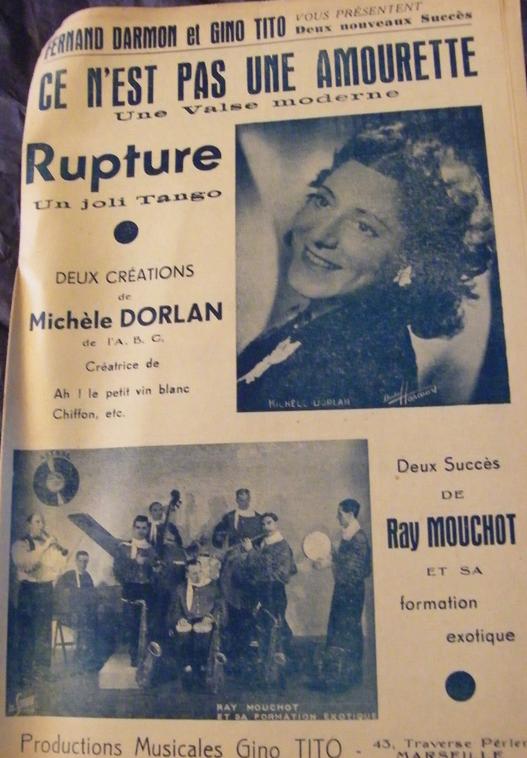 FERNAND DARMON et GINO TITO VOUS PRÉSENTENT
Deux nouveaux Succès
CE N'EST PAS UNE AMOURETTE
Une Valse moderne
Rupture
Un joli Tango
DEUX CRÉATIONS
de
Michèle DORLAN
de l'A. B. C.
Créatrice de
Ah ! le petit vin blanc
Chiffon, etc.
MICHÈLE DORLAN
Deux Succès
DE
Ray MOUCHOT
ET SA
formation
exotique
RAY MOUCHOT
ET SA FORMATION EXOTIQUE
Productions Musicales Gino TITO - 43, Traverse
MARSEILLE